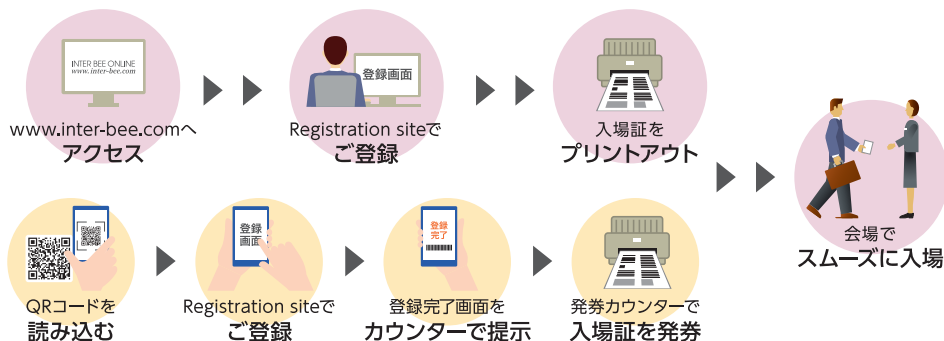 INTER BEE ONLINE
www.inter-bee.com
www.inter-bee.comへ
アクセス
登録画面
Registration siteで
ご登録
入場証を
プリントアウト
QRコードを
読み込む
登録
画面
Registration siteで
ご登録
登録
完了
登録完了画面を
カウンターで提示
発券カウンターで
入場証を発券
会場で
スムーズに入場